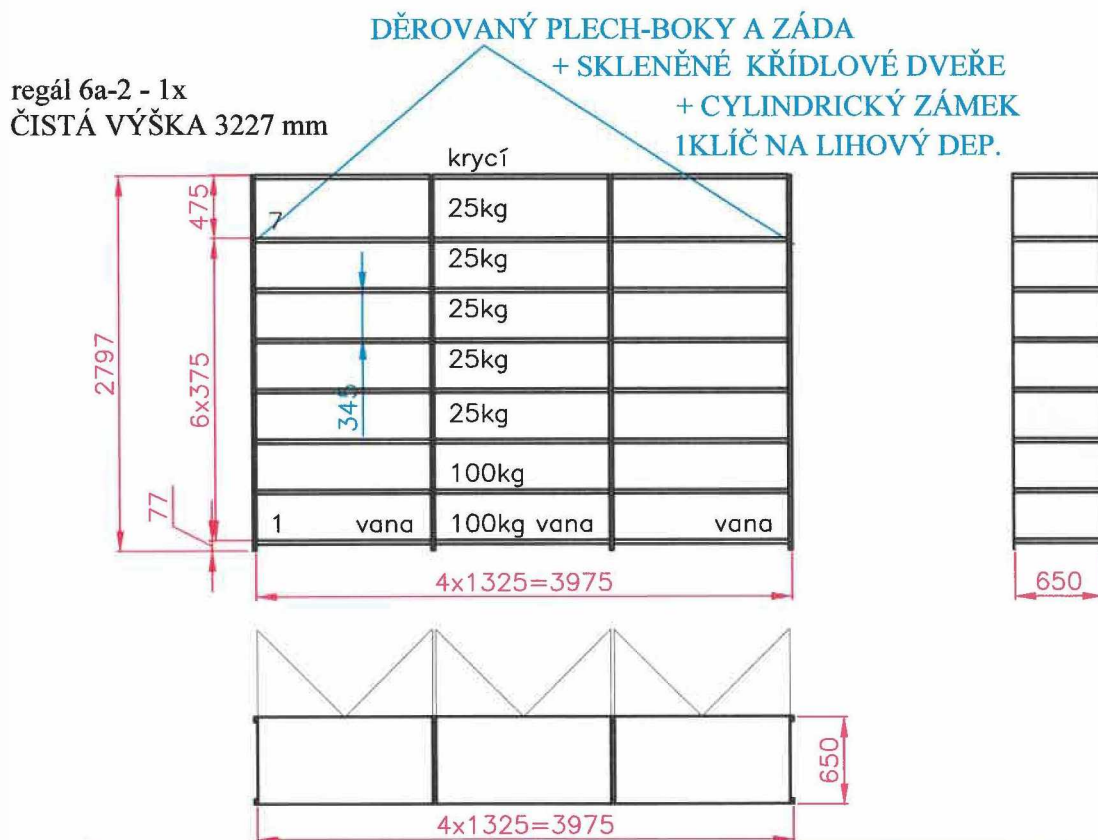 DĚROVANÝ PLECH-BOKY A ZÁDA
+ SKLENĚNÉ KŘÍDLOVÉ DVEŘE
+ CYLINDRICKÝ ZÁMEK
1KLÍČ NA LIHOVÝ DEP.
regál 6a-2 - 1x
ČISTÁ VÝŠKA 3227 mm
krycí
475
7
25kg
25kg
25kg
25kg
25kg
100kg
2797
6x375
345
77
1 vana 100kg vana vana
4x1325=3975
650
650
4x1325=3975